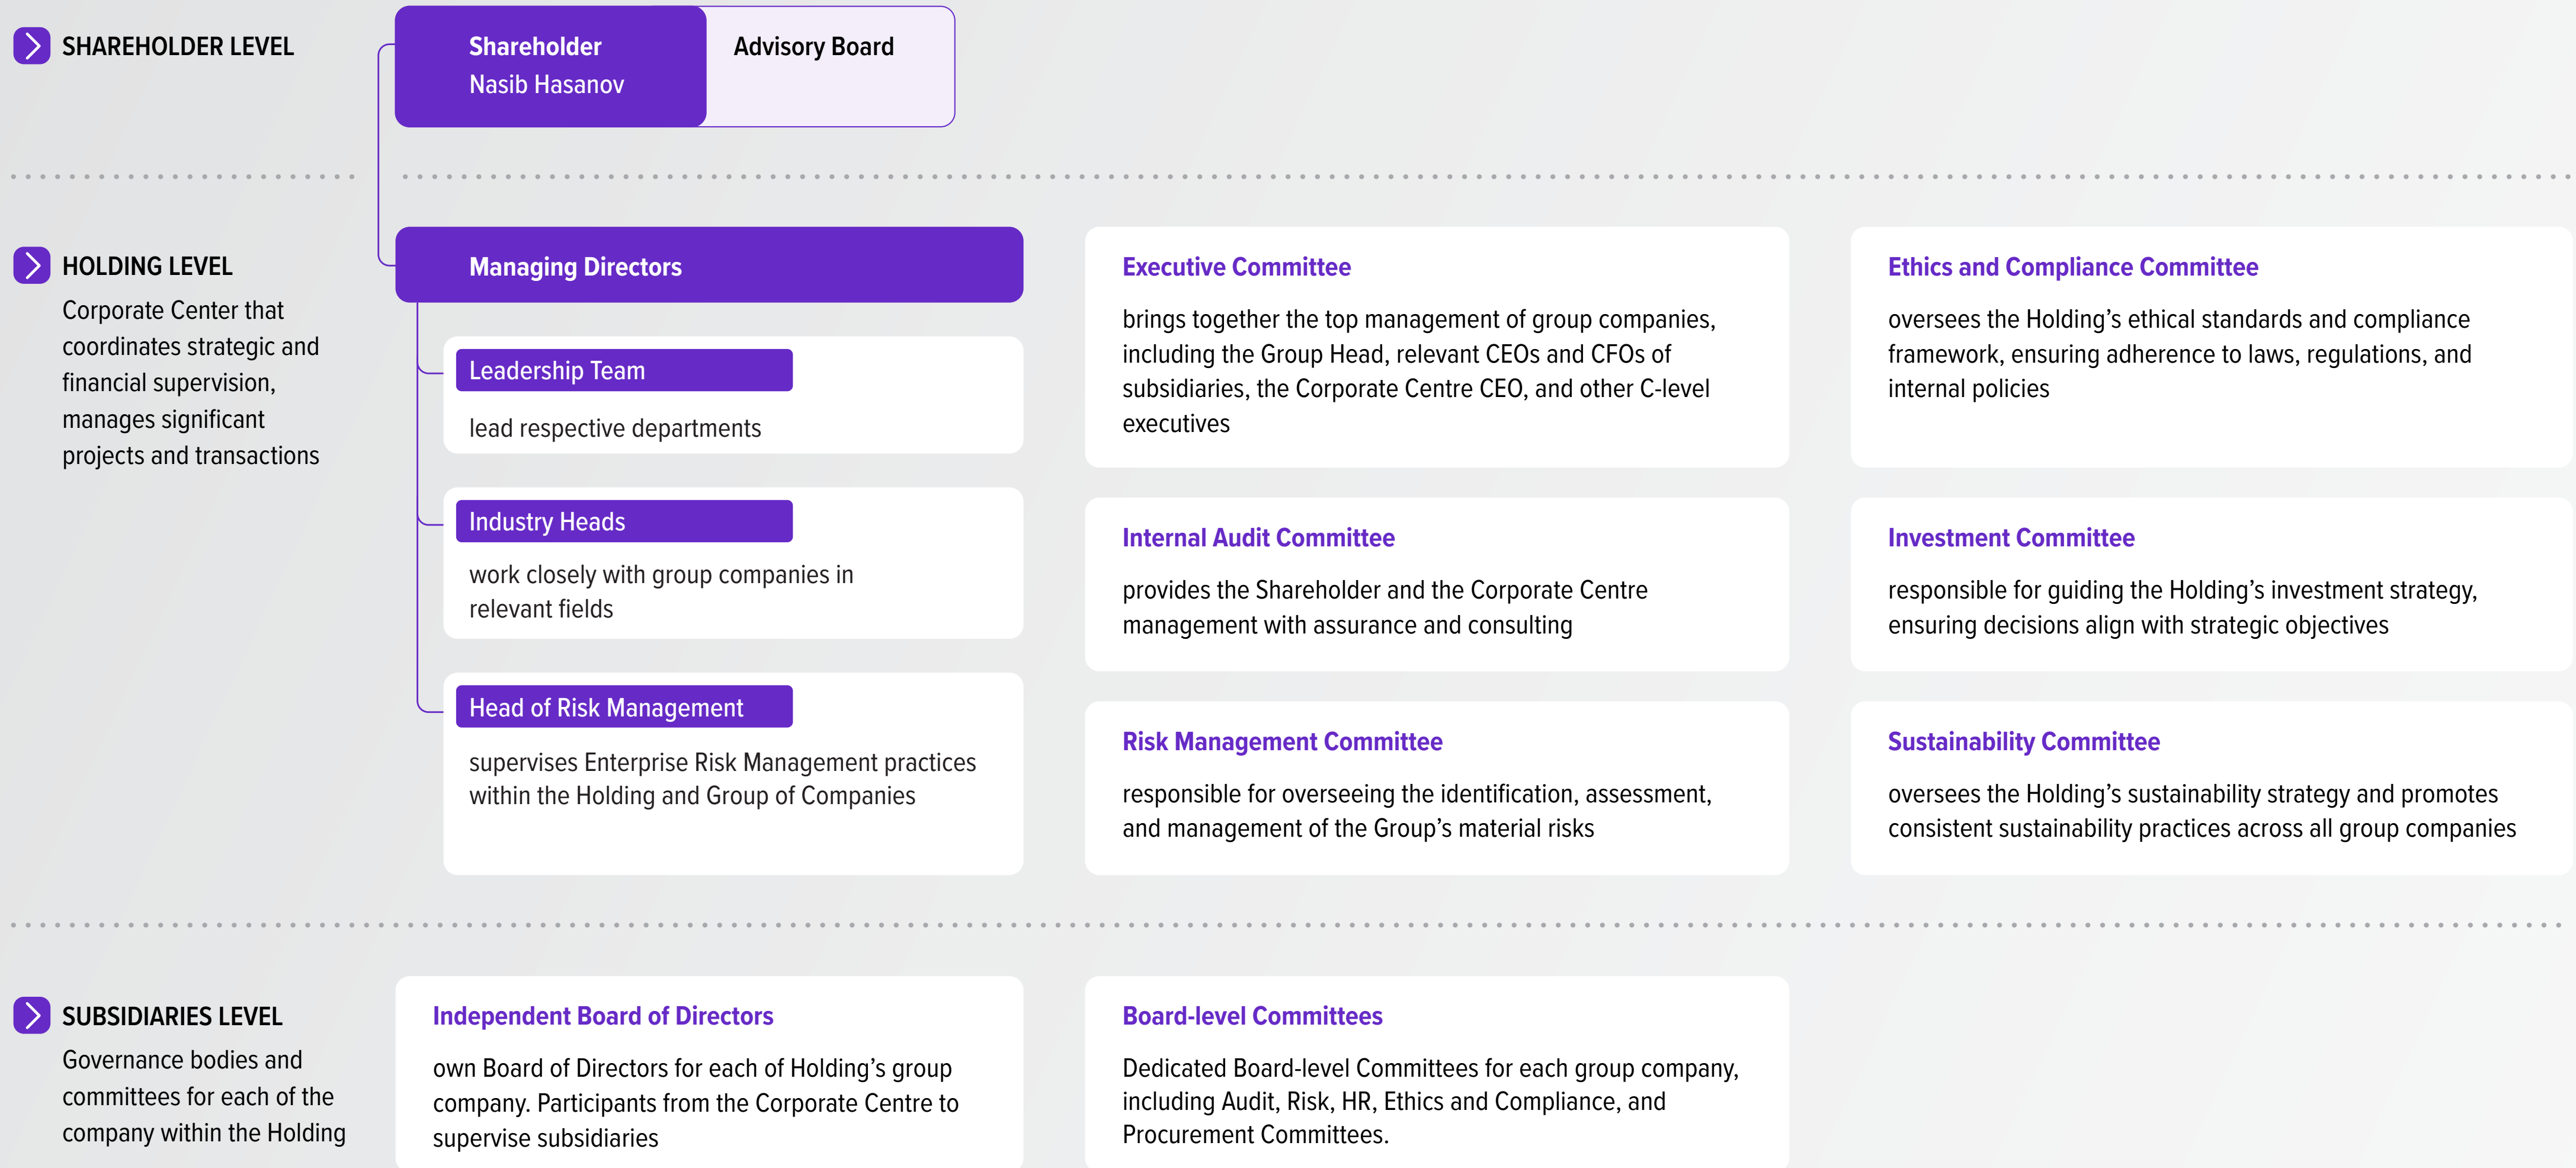 SHAREHOLDER LEVEL
Shareholder
Nasib Hasanov
Advisory Board
HOLDING LEVEL
Corporate Center that
coordinates strategic and
financial supervision,
manages significant
projects and transactions
Managing Directors
Leadership Team
lead respective departments
Industry Heads
work closely with group companies in
relevant fields
Head of Risk Management
supervises Enterprise Risk Management practices
within the Holding and Group of Companies
Executive Committee
brings together the top management of group companies,
including the Group Head, relevant CEOs and CFOs of
subsidiaries, the Corporate Centre CEO, and other C-level
executives
Ethics and Compliance Committee
oversees the Holding’s ethical standards and compliance
framework, ensuring adherence to laws, regulations, and
internal policies
Internal Audit Committee
provides the Shareholder and the Corporate Centre
management with assurance and consulting
Investment Committee
responsible for guiding the Holding’s investment strategy,
ensuring decisions align with strategic objectives
Risk Management Committee
responsible for overseeing the identification, assessment,
and management of the Group’s material risks
Sustainability Committee
oversees the Holding’s sustainability strategy and promotes
consistent sustainability practices across all group companies
SUBSIDIARIES LEVEL
Governance bodies and
committees for each of the
company within the Holding
Independent Board of Directors
own Board of Directors for each of Holding’s group
company. Participants from the Corporate Centre to
supervise subsidiaries
Board-level Committees
Dedicated Board-level Committees for each group company,
including Audit, Risk, HR, Ethics and Compliance, and
Procurement Committees.